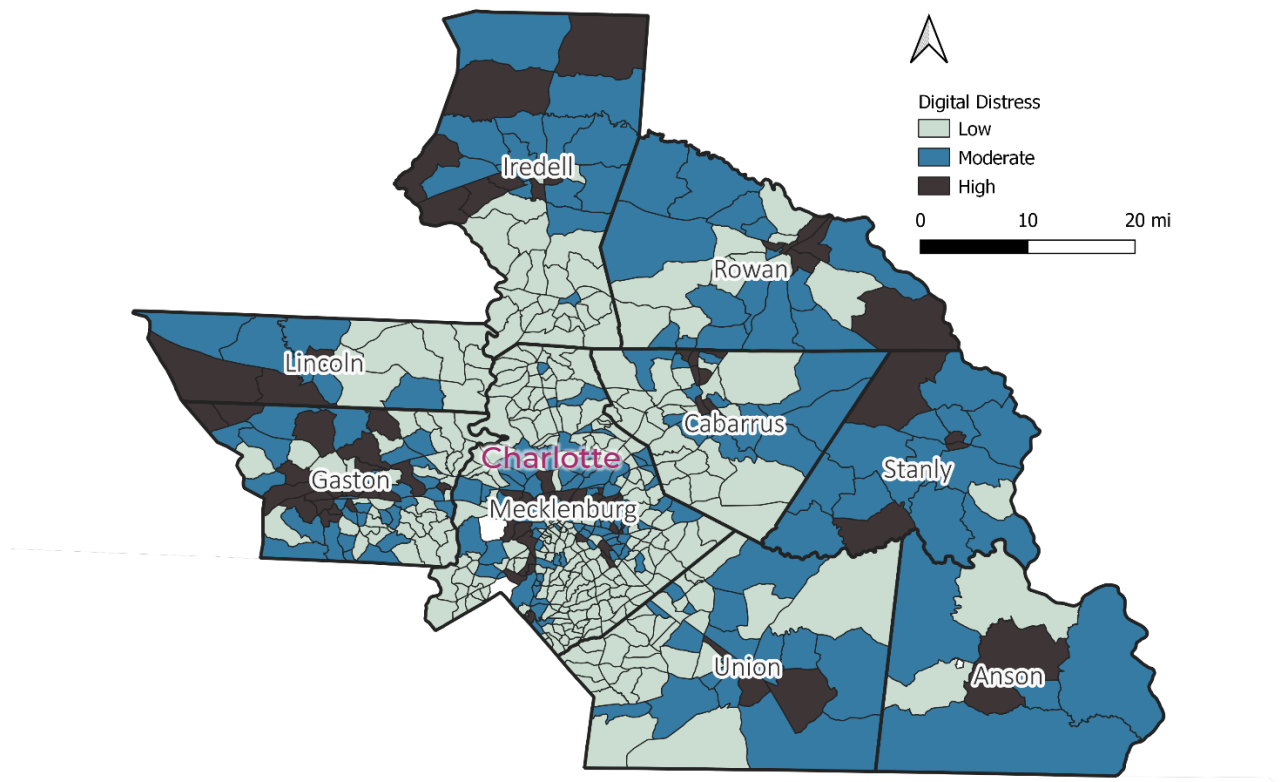 Digital Distress
Low
Moderate
High
0 10 20 mi
Iredell
Rowan
Lincoln
Cabarrus
Charlotte
Stanly
Gaston
Mecklenburg
Union
Anson